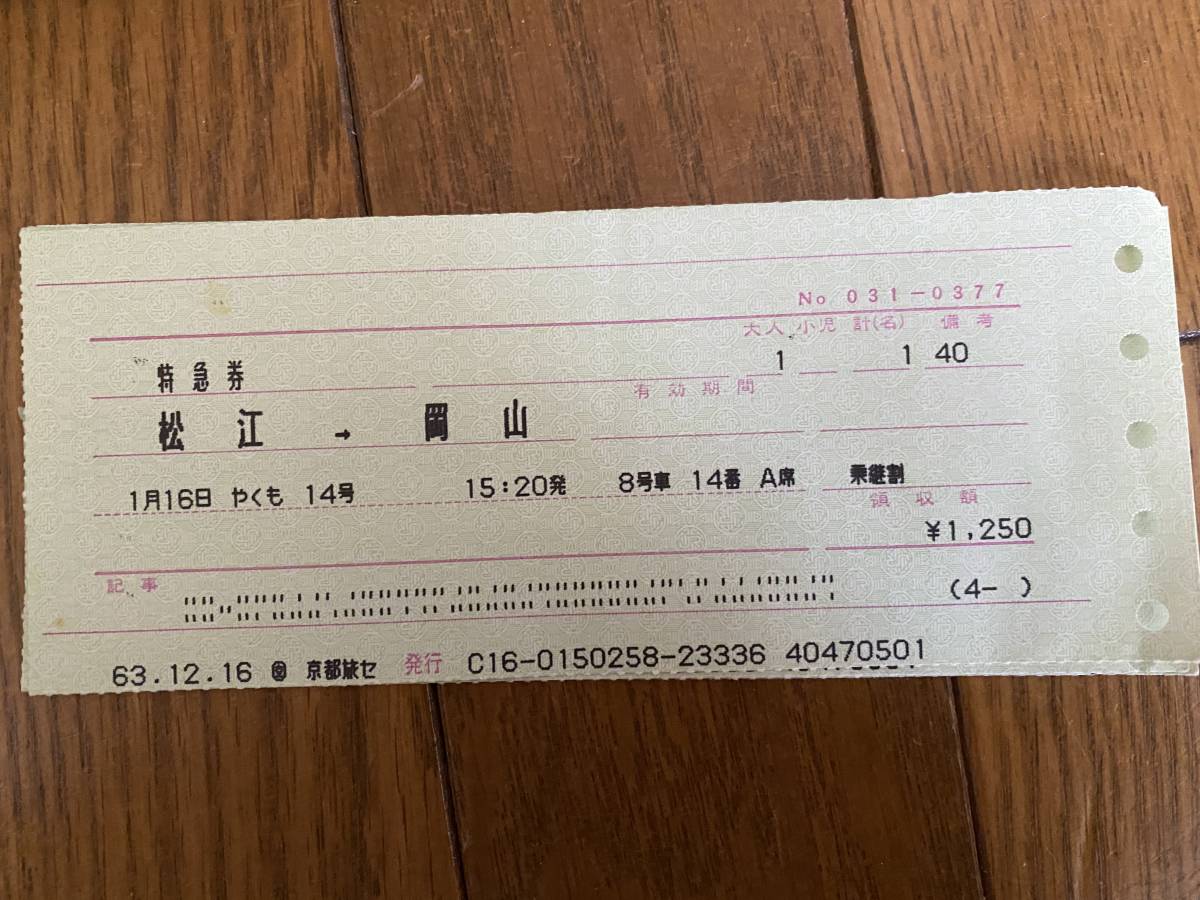 No 031-0377
大人 小児 計(名) 備考
特急券 1 1 40
有効期間
松江 → 岡山
1月16日 やくも 14号 15:20発 8号車 14番 A席 乗継割
領収額
¥1,250
記事
(4- )
63.12.16 京都旅セ 発行 C16-0150258-23336 40470501